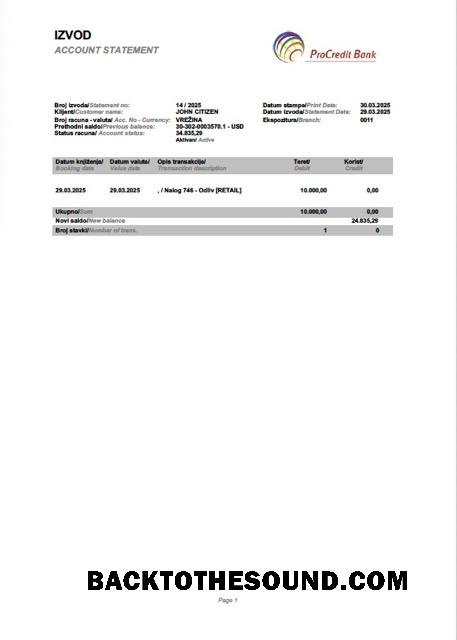 IZVOD
ACCOUNT STATEMENT
ProCredit Bank
Broj izvoda/Statement no: 14 / 2025 Datum stampe/Print Date: 30.03.2025
Klijent/Customer name: JOHN CITIZEN Datum izvoda/Statement Date: 29.03.2025
Broj racuna - valuta/ Acc. No - Currency: VREŽINA Ekspozitura/Branch: 0011
Prethodni saldo/Previous balance: 30-302-0003570.1 - USD
Status racuna/ Account status: 34.835,29
Aktivan/ Active
Datum knjiženja/ Datum valute/ Opis transakcije/ Teret/ Korist/
Booking date Value date Transaction description Debit Credit
29.03.2025 29.03.2025 , / Nalog 746 - Odliv [RETAIL] 10.000,00 0,00
Ukupno/Sum 10.000,00 0,00
Novi saldo/New balance 24.835,29
Broj stavki/Number of trans. 1 0
BACKTOTHESOUND.COM
Page 1